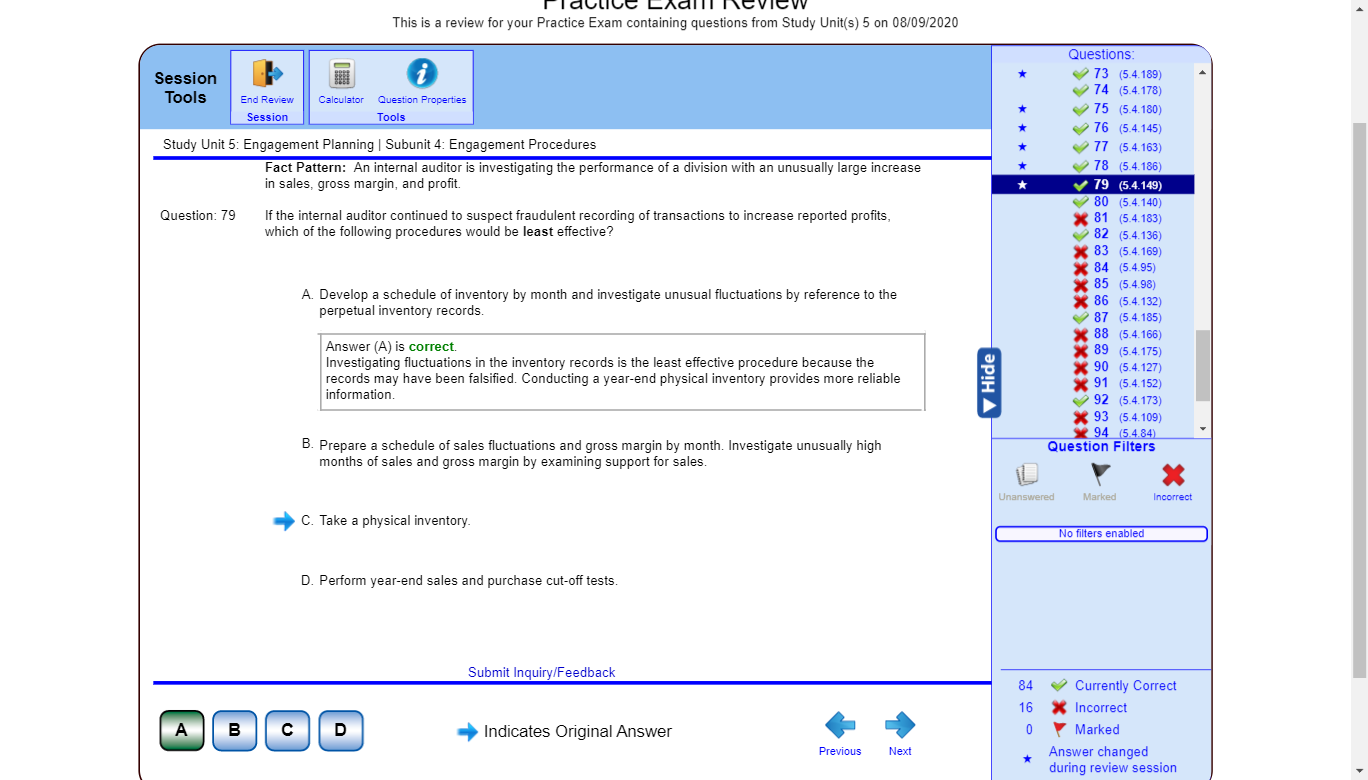 Practice Exam Review
This is a review for your Practice Exam containing questions from Study Unit(s) 5 on 08/09/2020
Session
Tools
End Review
Session
Calculator
Question Properties
Tools
Study Unit 5: Engagement Planning | Subunit 4: Engagement Procedures
Fact Pattern: An internal auditor is investigating the performance of a division with an unusually large increase
in sales, gross margin, and profit.
Question: 79
If the internal auditor continued to suspect fraudulent recording of transactions to increase reported profits,
which of the following procedures would be least effective?
A. Develop a schedule of inventory by month and investigate unusual fluctuations by reference to the
perpetual inventory records.
Answer (A) is correct.
Investigating fluctuations in the inventory records is the least effective procedure because the
records may have been falsified. Conducting a year-end physical inventory provides more reliable
information.
B. Prepare a schedule of sales fluctuations and gross margin by month. Investigate unusually high
months of sales and gross margin by examining support for sales.
C. Take a physical inventory.
D. Perform year-end sales and purchase cut-off tests.
Submit Inquiry/Feedback
A
B
C
D
Indicates Original Answer
Previous
Next
Hide
Questions:
73 (5.4.189)
74 (5.4.178)
75 (5.4.180)
76 (5.4.145)
77 (5.4.163)
78 (5.4.186)
79 (5.4.149)
80 (5.4.140)
81 (5.4.183)
82 (5.4.136)
83 (5.4.169)
84 (5.4.95)
85 (5.4.98)
86 (5.4.132)
87 (5.4.185)
88 (5.4.166)
89 (5.4.175)
90 (5.4.127)
91 (5.4.152)
92 (5.4.173)
93 (5.4.109)
94 (5.4.84)
Question Filters
Unanswered
Marked
Incorrect
No filters enabled
84 Currently Correct
16 Incorrect
0 Marked
Answer changed
during review session